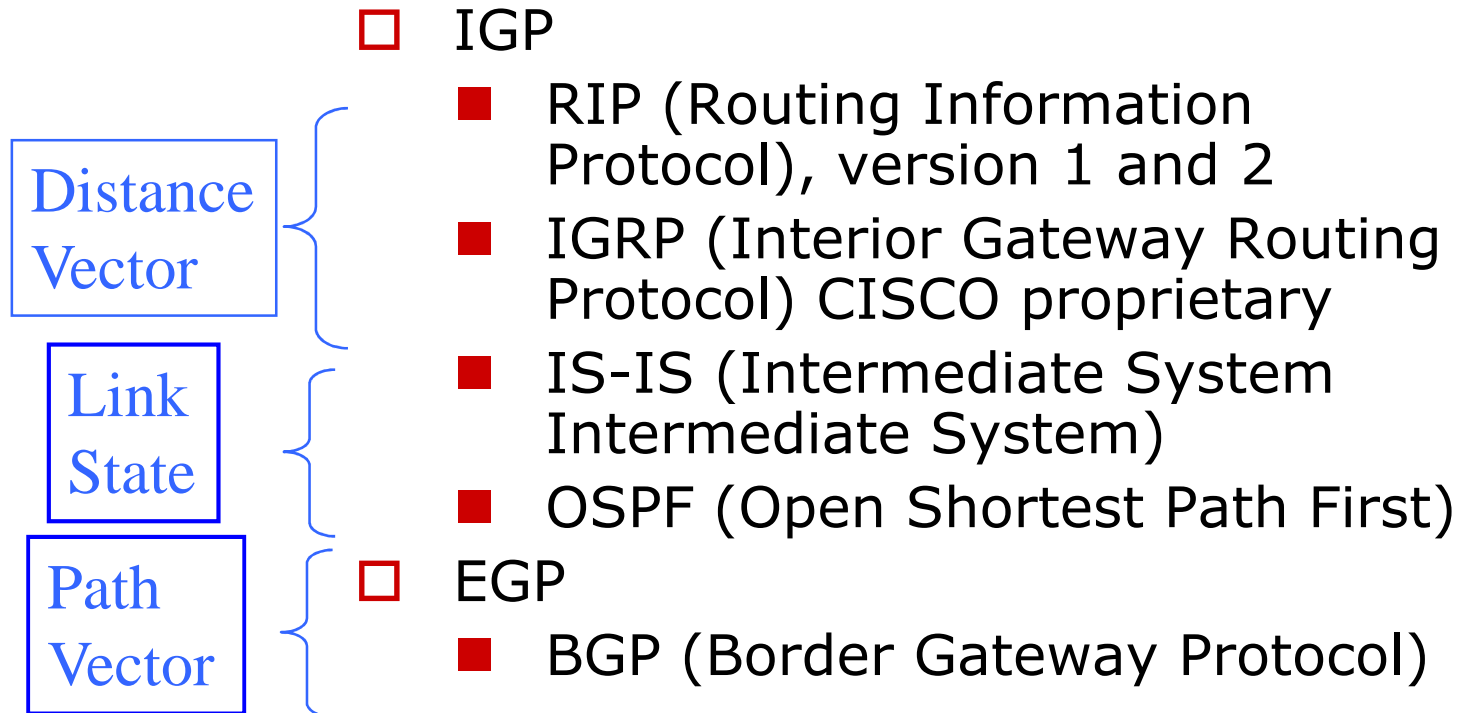 IGP
RIP (Routing Information
Protocol), version 1 and 2
IGRP (Interior Gateway Routing
Protocol) CISCO proprietary
IS-IS (Intermediate System
Intermediate System)
OSPF (Open Shortest Path First)
EGP
BGP (Border Gateway Protocol)
Distance
Vector
Link
State
Path
Vector